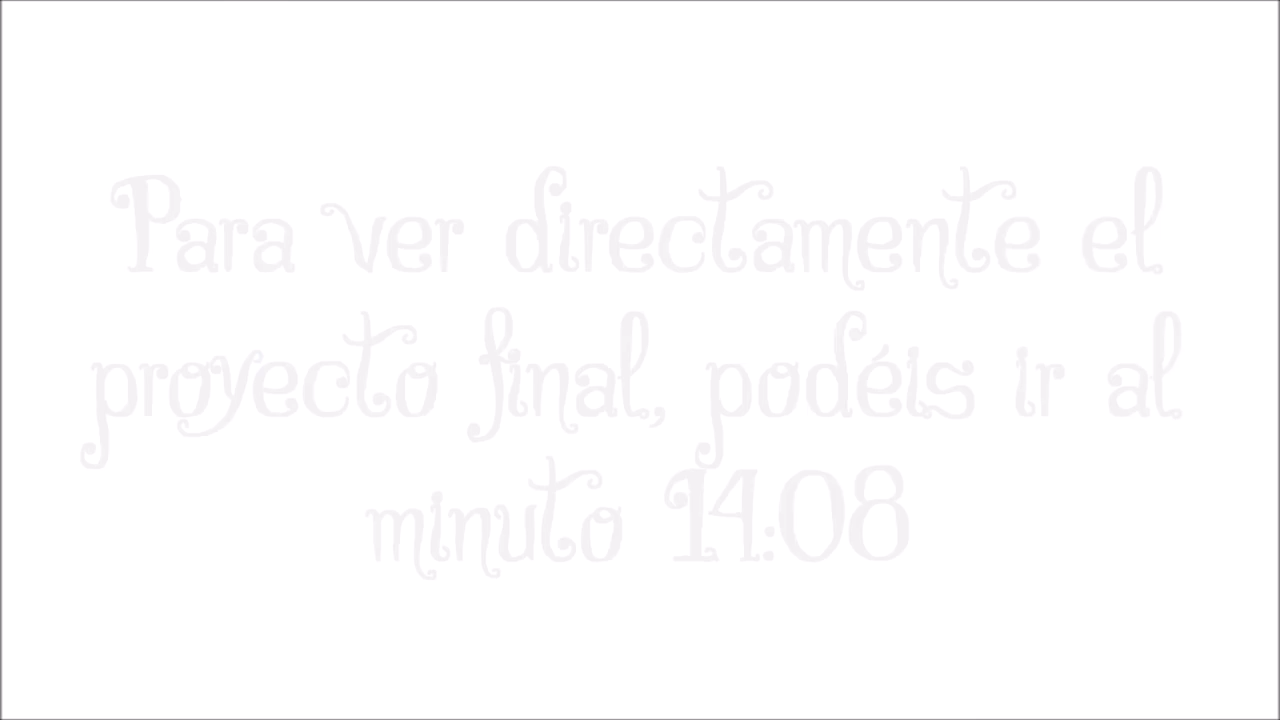 Para ver directamente el
proyecto final, podéis ir al
minuto 14:08